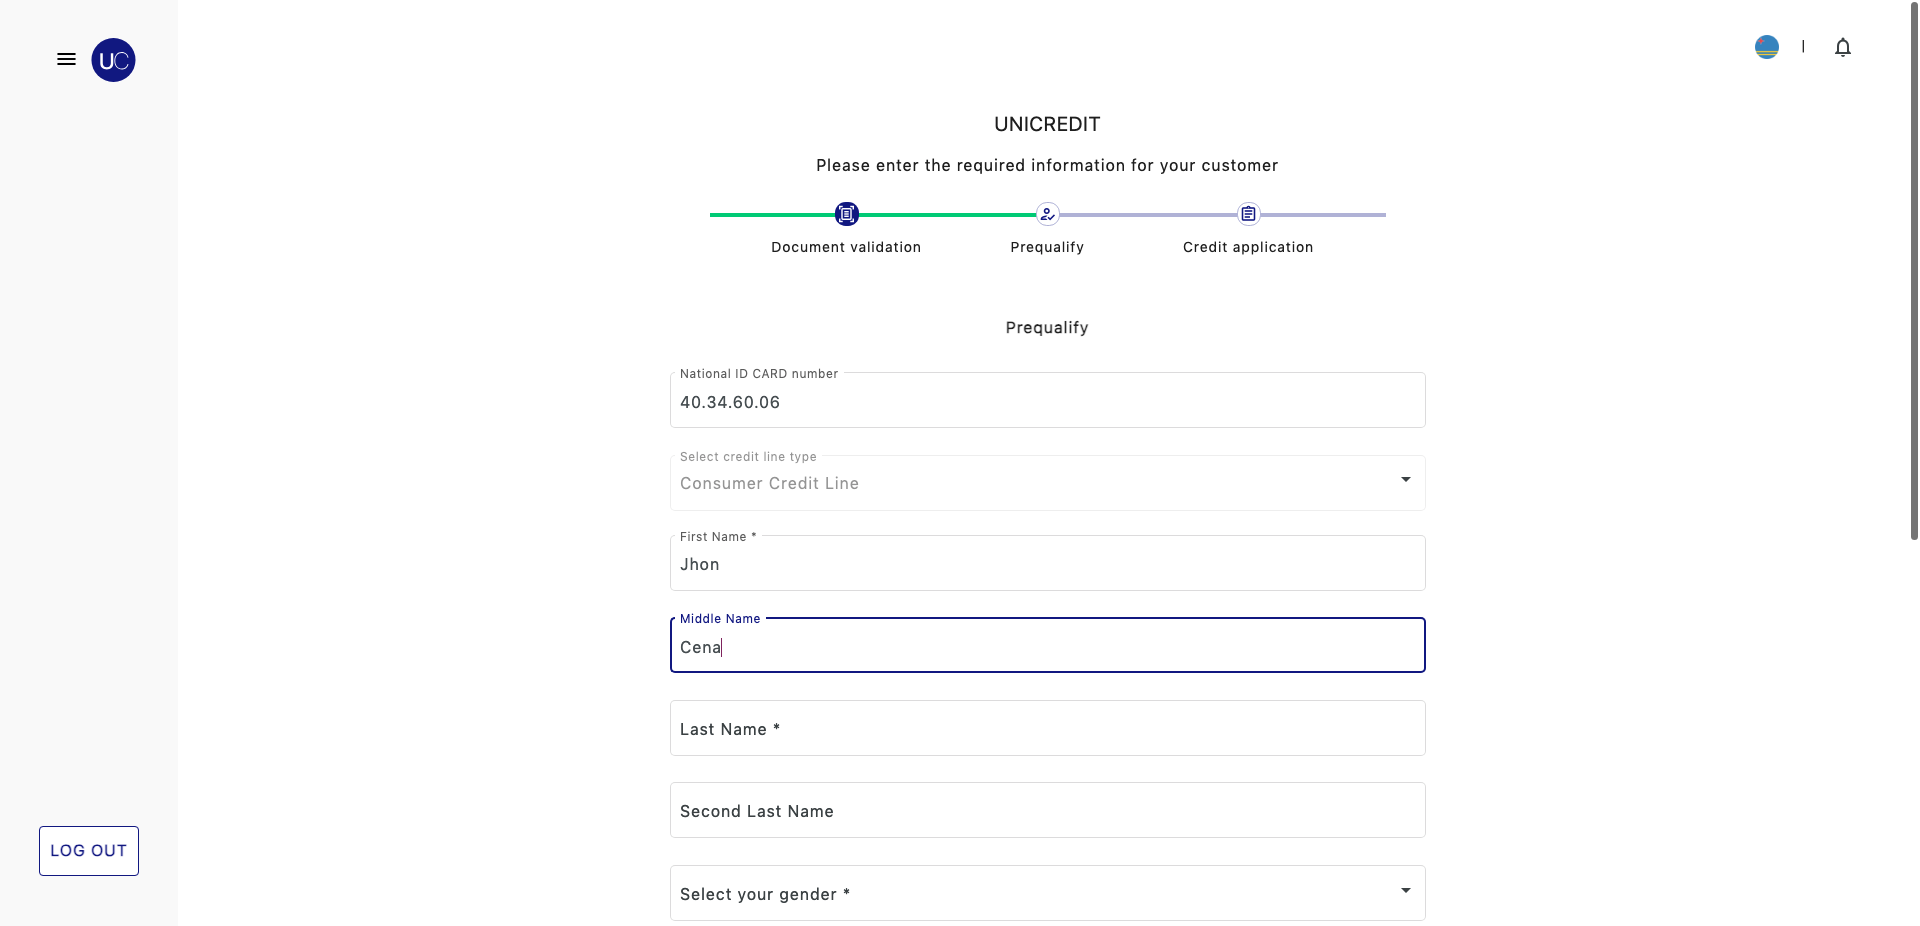 UC
UNICREDIT
Please enter the required information for your customer
Document validation
Prequalify
Credit application
Prequalify
National ID CARD number
40.34.60.06
Select credit line type
Consumer Credit Line
First Name *
Jhon
Middle Name
Cena
Last Name *
Second Last Name
Select your gender *
LOG OUT